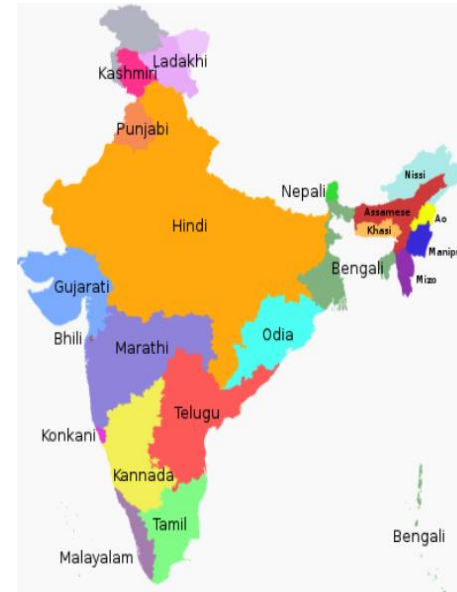 Ladakhi
Kashmiri
Punjabi
Nissi
Nepali
Assamese
Ao
Hindi
Khasi
Manip
Bengali
Mizo
Gujarati
Bhili
Marathi
Odia
Telugu
Konkani
Kannada
Tamil
Bengali
Malayalam